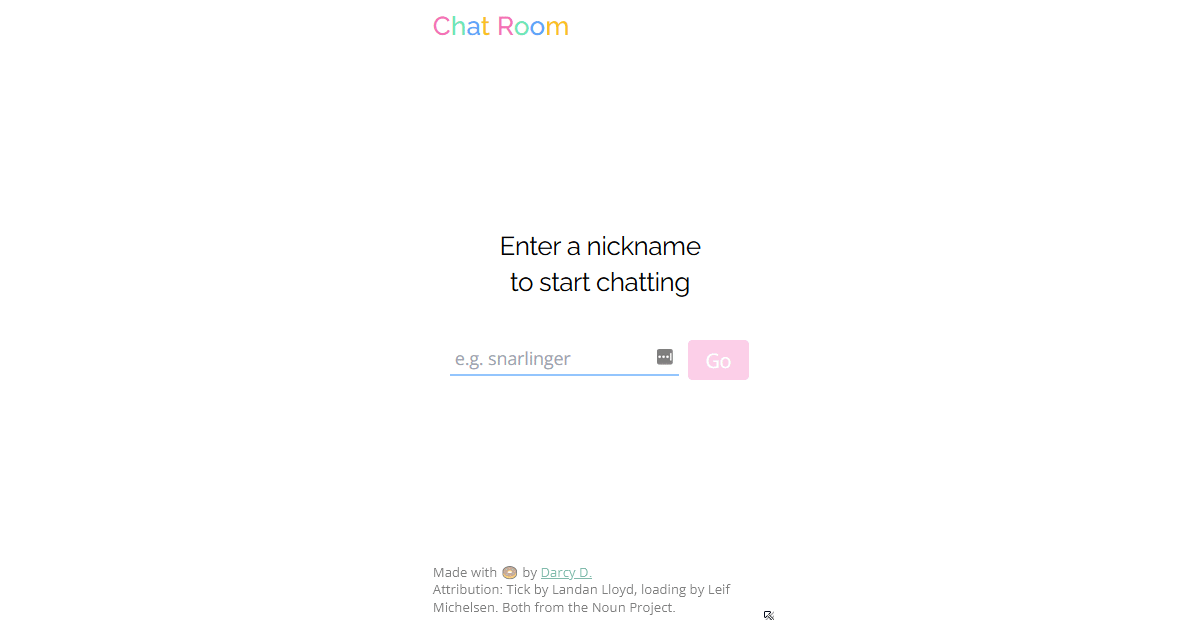 Chat Room
Enter a nickname
to start chatting
e.g. snarlinger
Go
Made with 🍩 by Darcy D.
Attribution: Tick by Landan Lloyd, loading by Leif
Michelsen. Both from the Noun Project.